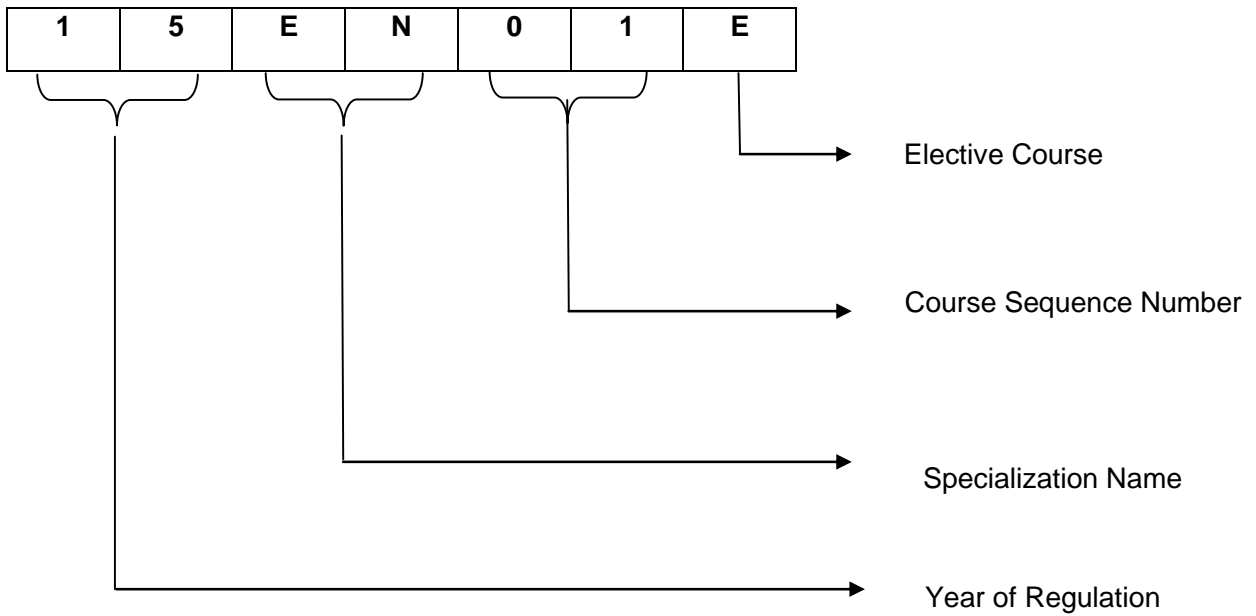 1 5 E N 0 1 E
Elective Course
Course Sequence Number
Specialization Name
Year of Regulation